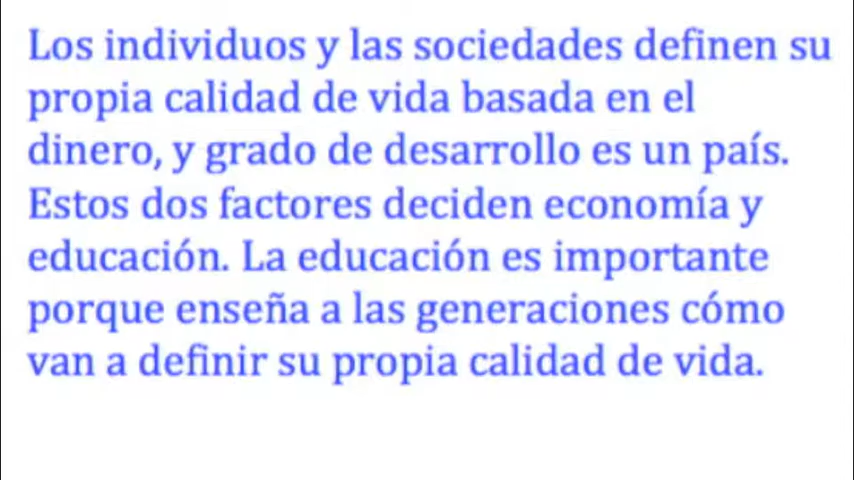 Los individuos y las sociedades definen su
propia calidad de vida basada en el
dinero, y grado de desarrollo es un país.
Estos dos factores deciden economía y
educación. La educación es importante
porque enseña a las generaciones cómo
van a definir su propia calidad de vida.